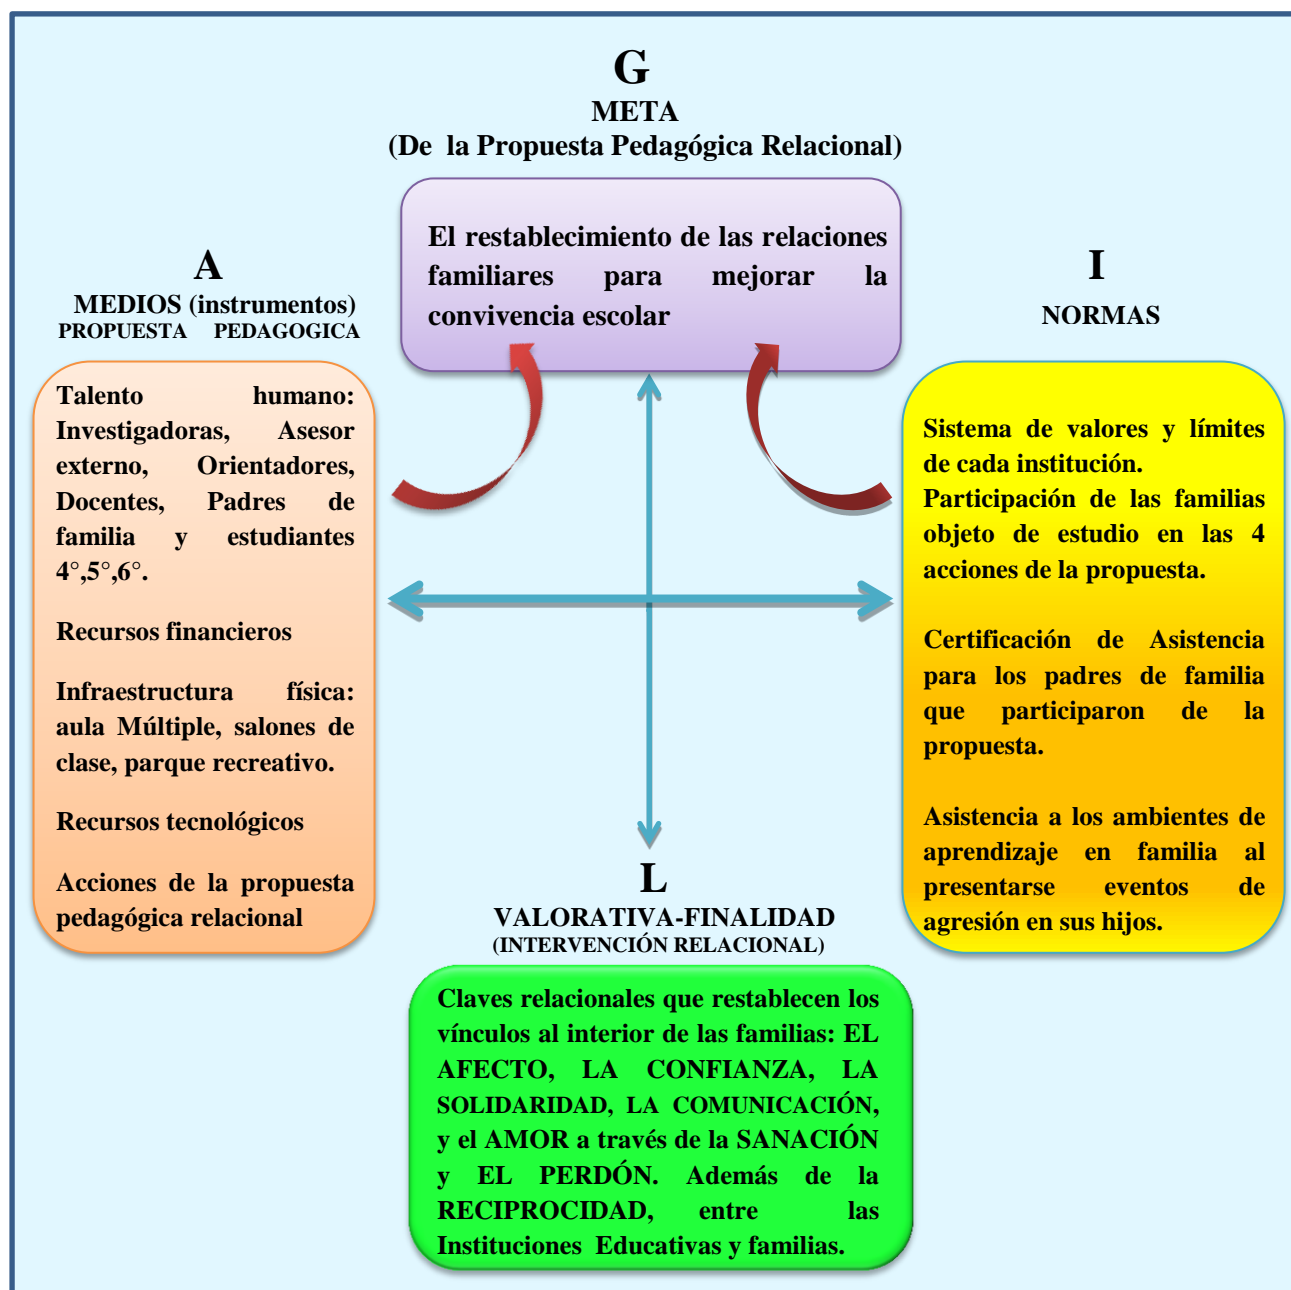 G
META
(De la Propuesta Pedagógica Relacional)
El restablecimiento de las relaciones
familiares para mejorar la
convivencia escolar
A
MEDIOS (instrumentos)
PROPUESTA PEDAGOGICA
Talento humano:
Investigadoras, Asesor
externo, Orientadores,
Docentes, Padres de
familia y estudiantes
4°,5°,6°.
Recursos financieros
Infraestructura física:
aula Múltiple, salones de
clase, parque recreativo.
Recursos tecnológicos
Acciones de la propuesta
pedagógica relacional
I
NORMAS
Sistema de valores y límites
de cada institución.
Participación de las familias
objeto de estudio en las 4
acciones de la propuesta.
Certificación de Asistencia
para los padres de familia
que participaron de la
propuesta.
Asistencia a los ambientes de
aprendizaje en familia al
presentarse eventos de
agresión en sus hijos.
L
VALORATIVA-FINALIDAD
(INTERVENCIÓN RELACIONAL)
Claves relacionales que restablecen los
vínculos al interior de las familias: EL
AFECTO, LA CONFIANZA, LA
SOLIDARIDAD, LA COMUNICACIÓN,
y el AMOR a través de la SANACIÓN
y EL PERDÓN. Además de la
RECIPROCIDAD, entre las
Instituciones Educativas y familias.